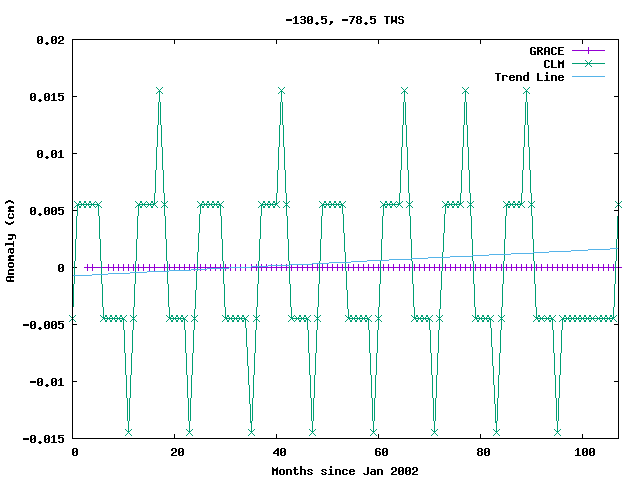 -130.5, -78.5 TWS
GRACE
CLM
Trend Line
0.02
0.015
0.01
0.005
0
-0.005
-0.01
-0.015
Anomaly (cm)
0 20 40 60 80 100
Months since Jan 2002